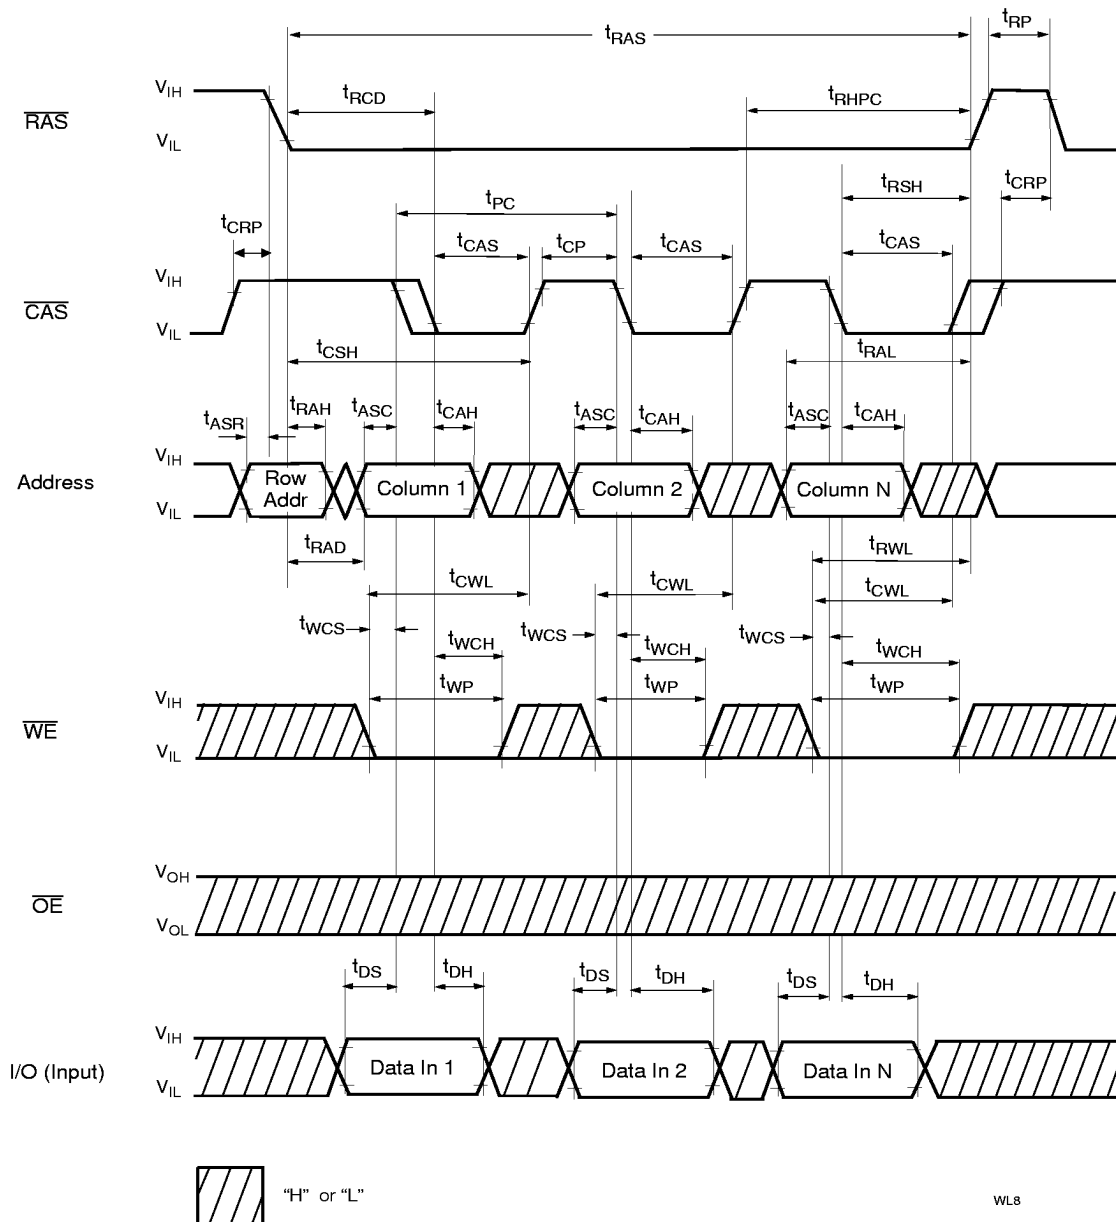 tRAS
tRP
VIH
RAS
VIL
tRCD
tRHPC
tRSH
tCRP
tPC
tCRP
tCAS
tCP
tCAS
tCAS
VIH
CAS
VIL
tCSH
tRAL
tASR
tRAH
tASC
tCAH
tASC
tCAH
tASC
tCAH
VIH
Address
VIL
Row
Addr
Column 1
Column 2
Column N
tRAD
tRWL
tCWL
tCWL
tCWL
tWCS
tWCS
tWCS
tWCH
tWCH
tWCH
tWP
tWP
tWP
VIH
WE
VIL
VOH
OE
VOL
tDS
tDH
tDS
tDH
tDS
tDH
VIH
I/O (Input)
VIL
Data In 1
Data In 2
Data In N
“H” or “L”
WL8